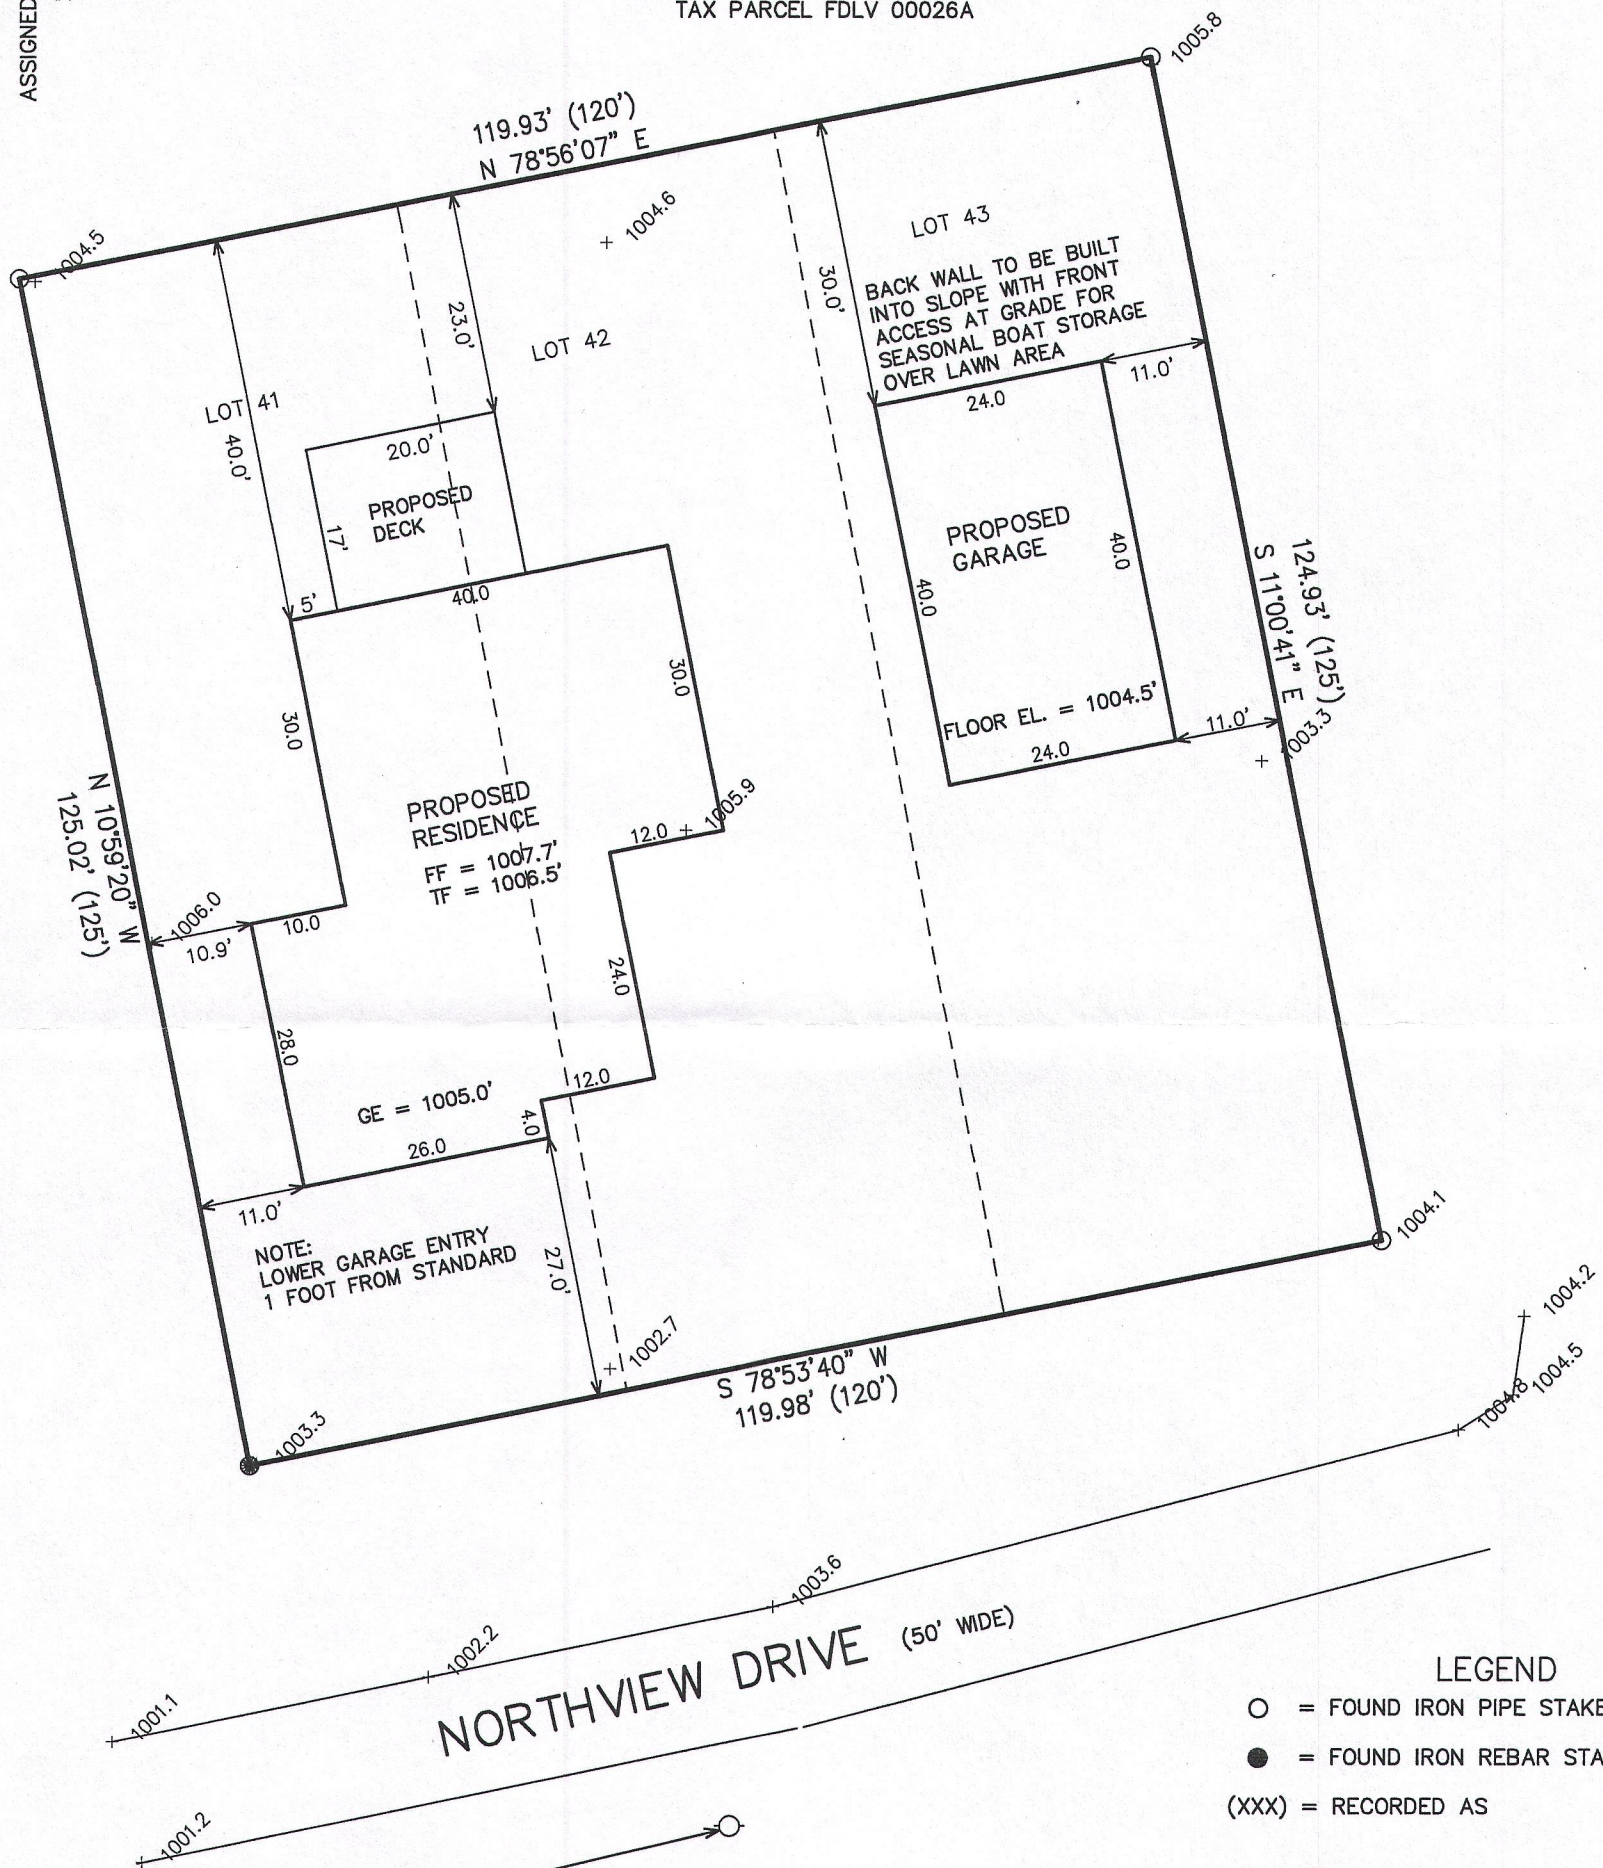 ASSIGNED
TAX PARCEL FDLV 00026A
1005.8
119.93' (120')
N 78°56'07" E
1004.5
1004.6
LOT 43
BACK WALL TO BE BUILT
INTO SLOPE WITH FRONT
ACCESS AT GRADE FOR
SEASONAL BOAT STORAGE
OVER LAWN AREA
30.0'
23.0'
LOT 42
LOT 41
40.0'
11.0'
24.0
20.0'
PROPOSED
DECK
17'
5'
40.0
PROPOSED
GARAGE
40.0
40.0
124.93' (125')
S 11°00'41" E
30.0
30.0
FLOOR EL. = 1004.5'
24.0
11.0'
1003.3
PROPOSED
RESIDENCE
FF = 1007.7'
TF = 1006.5'
1005.9
12.0
N 10°59'20" W
125.02' (125')
1006.0
10.9'
10.0
24.0
28.0
12.0
GE = 1005.0'
4.0
26.0
11.0'
NOTE:
LOWER GARAGE ENTRY
1 FOOT FROM STANDARD
27.0'
1002.7
S 78°53'40" W
119.98' (120')
1004.1
1004.2
1004.5
1004.8
1003.3
1003.6
1002.2
1001.1
NORTHVIEW DRIVE (50' WIDE)
1001.2
LEGEND
= FOUND IRON PIPE STAKE
= FOUND IRON REBAR STA
(XXX) = RECORDED AS